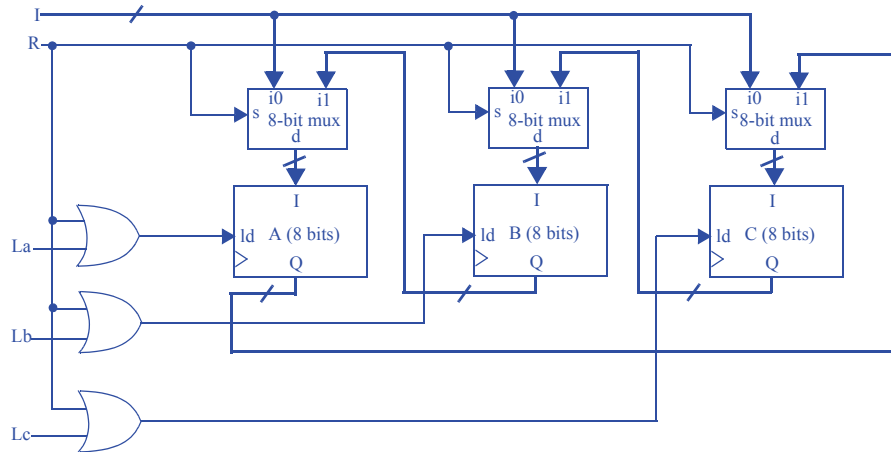 I
R
i0 i1
s 8-bit mux
d
i0 i1
s 8-bit mux
d
i0 i1
s 8-bit mux
d
I
ld A (8 bits)
Q
I
ld B (8 bits)
Q
I
ld C (8 bits)
Q
La
Lb
Lc